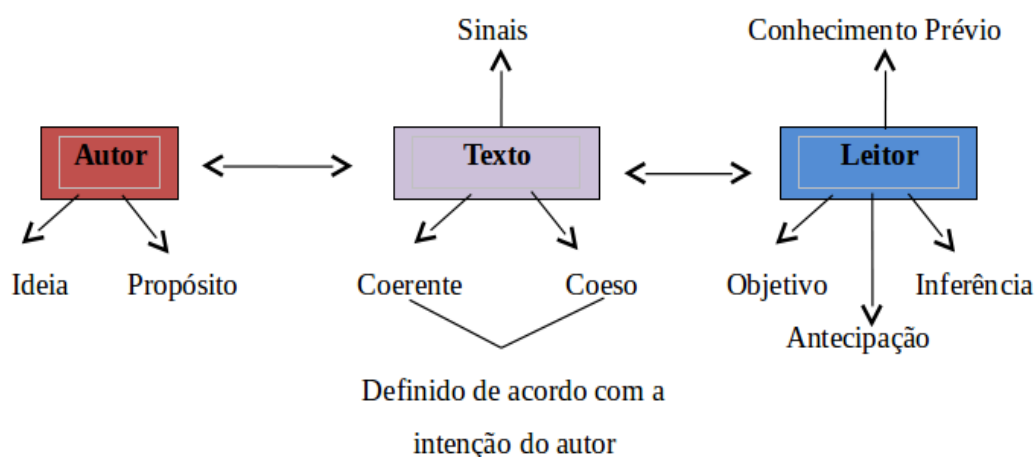 Sinais
Conhecimento Prévio
Autor
Texto
Leitor
Ideia
Propósito
Coerente
Coeso
Objetivo
Inferência
Antecipação
Definido de acordo com a
intenção do autor